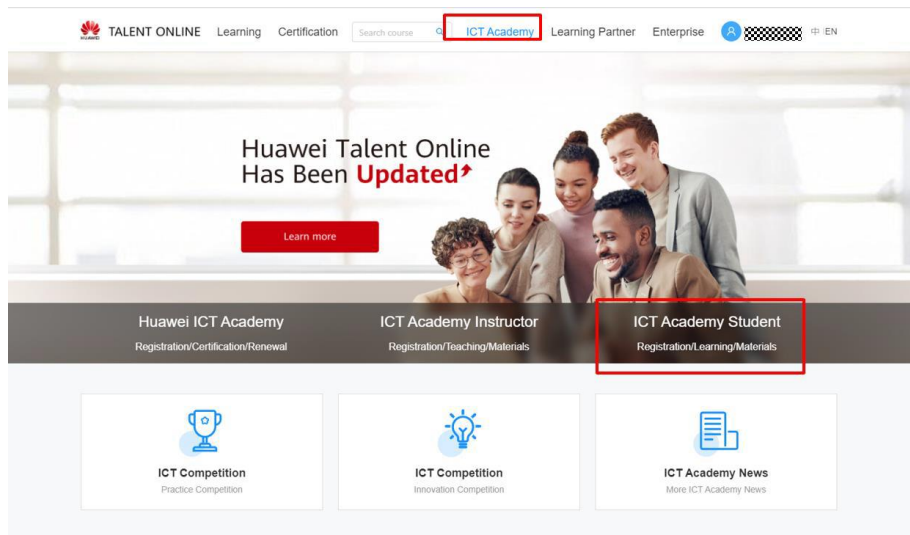 HUAWEI TALENT ONLINE Learning Certification Search course ICT Academy Learning Partner Enterprise 中 EN
Huawei Talent Online
Has Been Updated
Learn more
Huawei ICT Academy ICT Academy Instructor ICT Academy Student
Registration/Certification/Renewal Registration/Teaching/Materials Registration/Learning/Materials
ICT Competition ICT Competition ICT Academy News
Practice Competition Innovation Competition More ICT Academy News